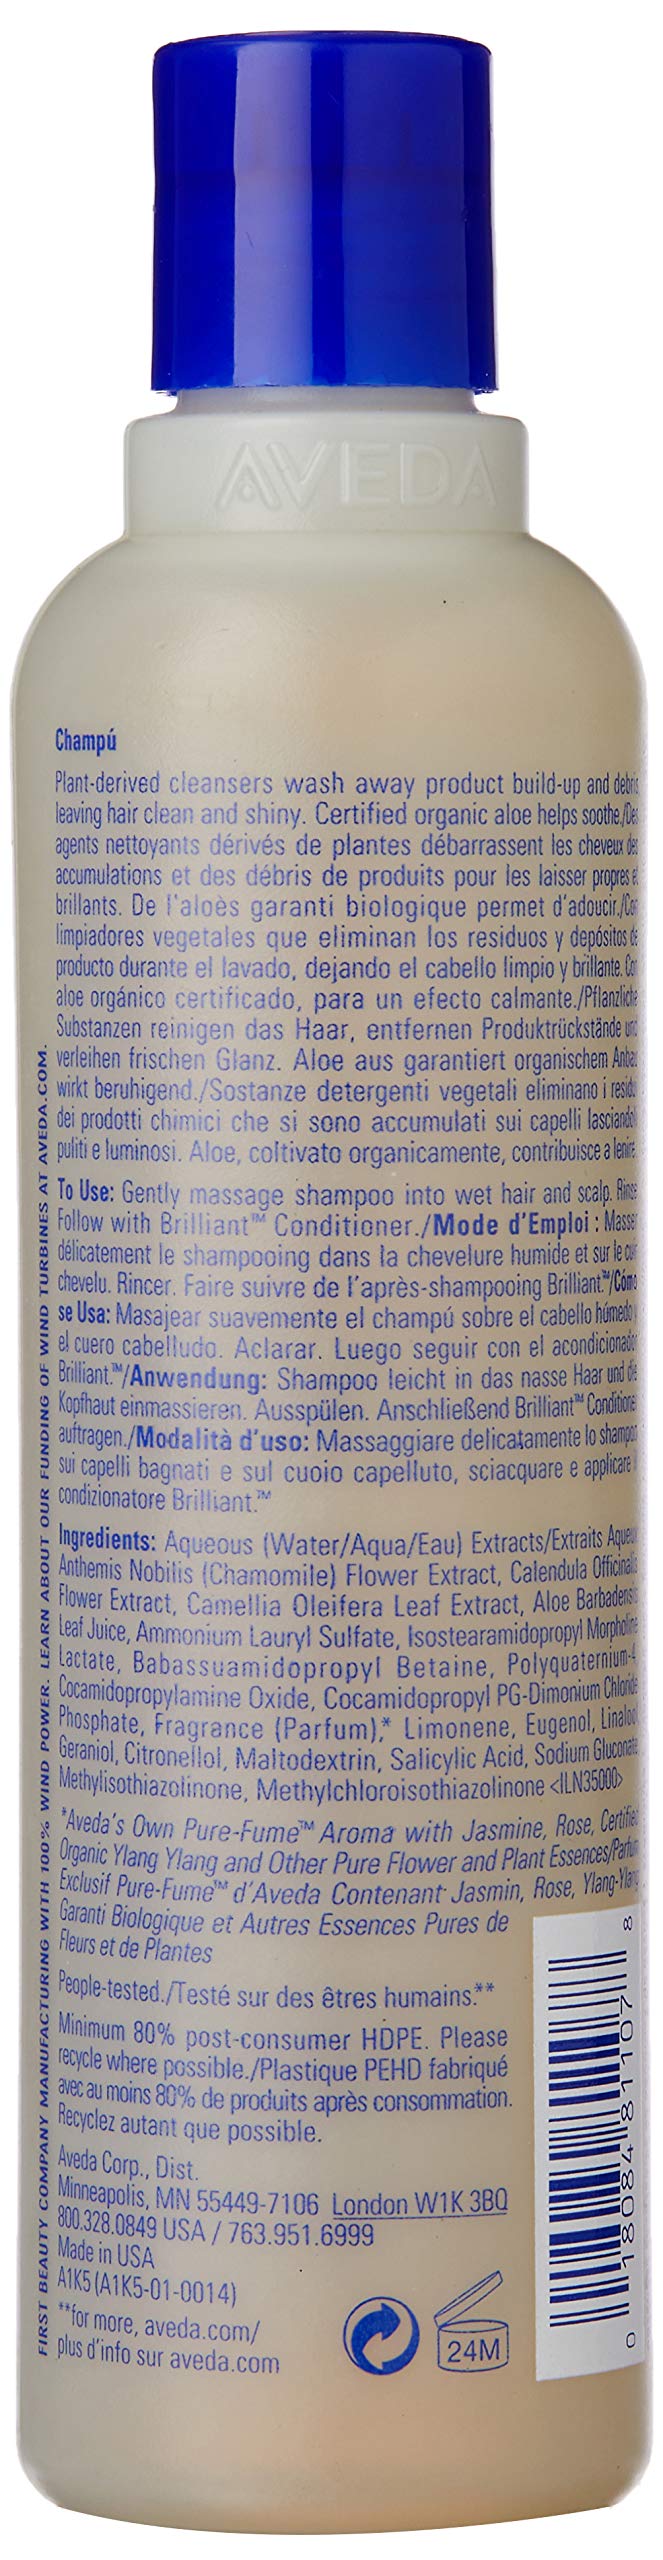 AVEDA
Champú
Plant-derived cleansers wash away product build-up and debris,
leaving hair clean and shiny. Certified organic aloe helps soothe./Des
agents nettoyants dérivés de plantes débarrassent les cheveux des
accumulations et des débris de produits pour les laisser propres et
brillants. De l'aloès garanti biologique permet d'adoucir./Con
limpiadores vegetales que eliminan los residuos y depósitos de
producto durante el lavado, dejando el cabello limpio y brillante. Con
aloe orgánico certificado, para un efecto calmante./Pflanzliche
Substanzen reinigen das Haar, entfernen Produktrückstände und
verleihen frischen Glanz. Aloe aus garantiert organischem Anbau
wirkt beruhigend./Sostanze detergenti vegetali eliminano i residui
dei prodotti chimici che si sono accumulati sui capelli lasciandoli
puliti e luminosi. Aloe, coltivato organicamente, contribuisce a lenire.
To Use: Gently massage shampoo into wet hair and scalp. Rinse
Follow with Brilliant™ Conditioner./Mode d'Emploi : Masser
délicatement le shampooing dans la chevelure humide et sur le cuir
chevelu. Rincer. Faire suivre de l'après-shampooing Brilliant.™/Cómo
se Usa: Masajear suavemente el champú sobre el cabello húmedo y
el cuero cabelludo. Aclarar. Luego seguir con el acondicionador
Brilliant.™/Anwendung: Shampoo leicht in das nasse Haar und die
Kopfhaut einmassieren. Ausspülen. Anschließend Brilliant™ Conditioner
auftragen./Modalità d'uso: Massaggiare delicatamente lo shampoo
sui capelli bagnati e sul cuoio capelluto, sciacquare e applicare il
condizionatore Brilliant.™
Ingredients: Aqueous (Water/Aqua/Eau) Extracts/Extraits Aqueux
Anthemis Nobilis (Chamomile) Flower Extract, Calendula Officinalis
Flower Extract, Camellia Oleifera Leaf Extract, Aloe Barbadensis
Leaf Juice, Ammonium Lauryl Sulfate, Isostearamidopropyl Morpholine
Lactate, Babassuamidopropyl Betaine, Polyquaternium-4,
Cocamidopropylamine Oxide, Cocamidopropyl PG-Dimonium Chloride
Phosphate, Fragrance (Parfum),* Limonene, Eugenol, Linalool
Geraniol, Citronellol, Maltodextrin, Salicylic Acid, Sodium Gluconate
Methylisothiazolinone, Methylchloroisothiazolinone <ILN35000>
*Aveda's Own Pure-Fume™ Aroma with Jasmine, Rose, Certified
Organic Ylang Ylang and Other Pure Flower and Plant Essences/Parfum
Exclusif Pure-Fume™ d'Aveda Contenant Jasmin, Rose, Ylang-Ylang
Garanti Biologique et Autres Essences Pures de
Fleurs et de Plantes
People-tested./Testé sur des êtres humains.**
Minimum 80% post-consumer HDPE. Please
recycle where possible./Plastique PEHD fabriqué
avec au moins 80% de produits après consommation.
Recyclez autant que possible.
Aveda Corp., Dist.
Minneapolis, MN 55449-7106 London W1K 3BQ
800.328.0849 USA / 763.951.6999
Made in USA
A1K5 (A1K5-01-0014)
**for more, aveda.com/
plus d'info sur aveda.com
24M
0 18084 81107 8
FIRST BEAUTY COMPANY MANUFACTURING WITH 100% WIND POWER. LEARN ABOUT OUR FUNDING OF WIND TURBINES AT AVEDA.COM.